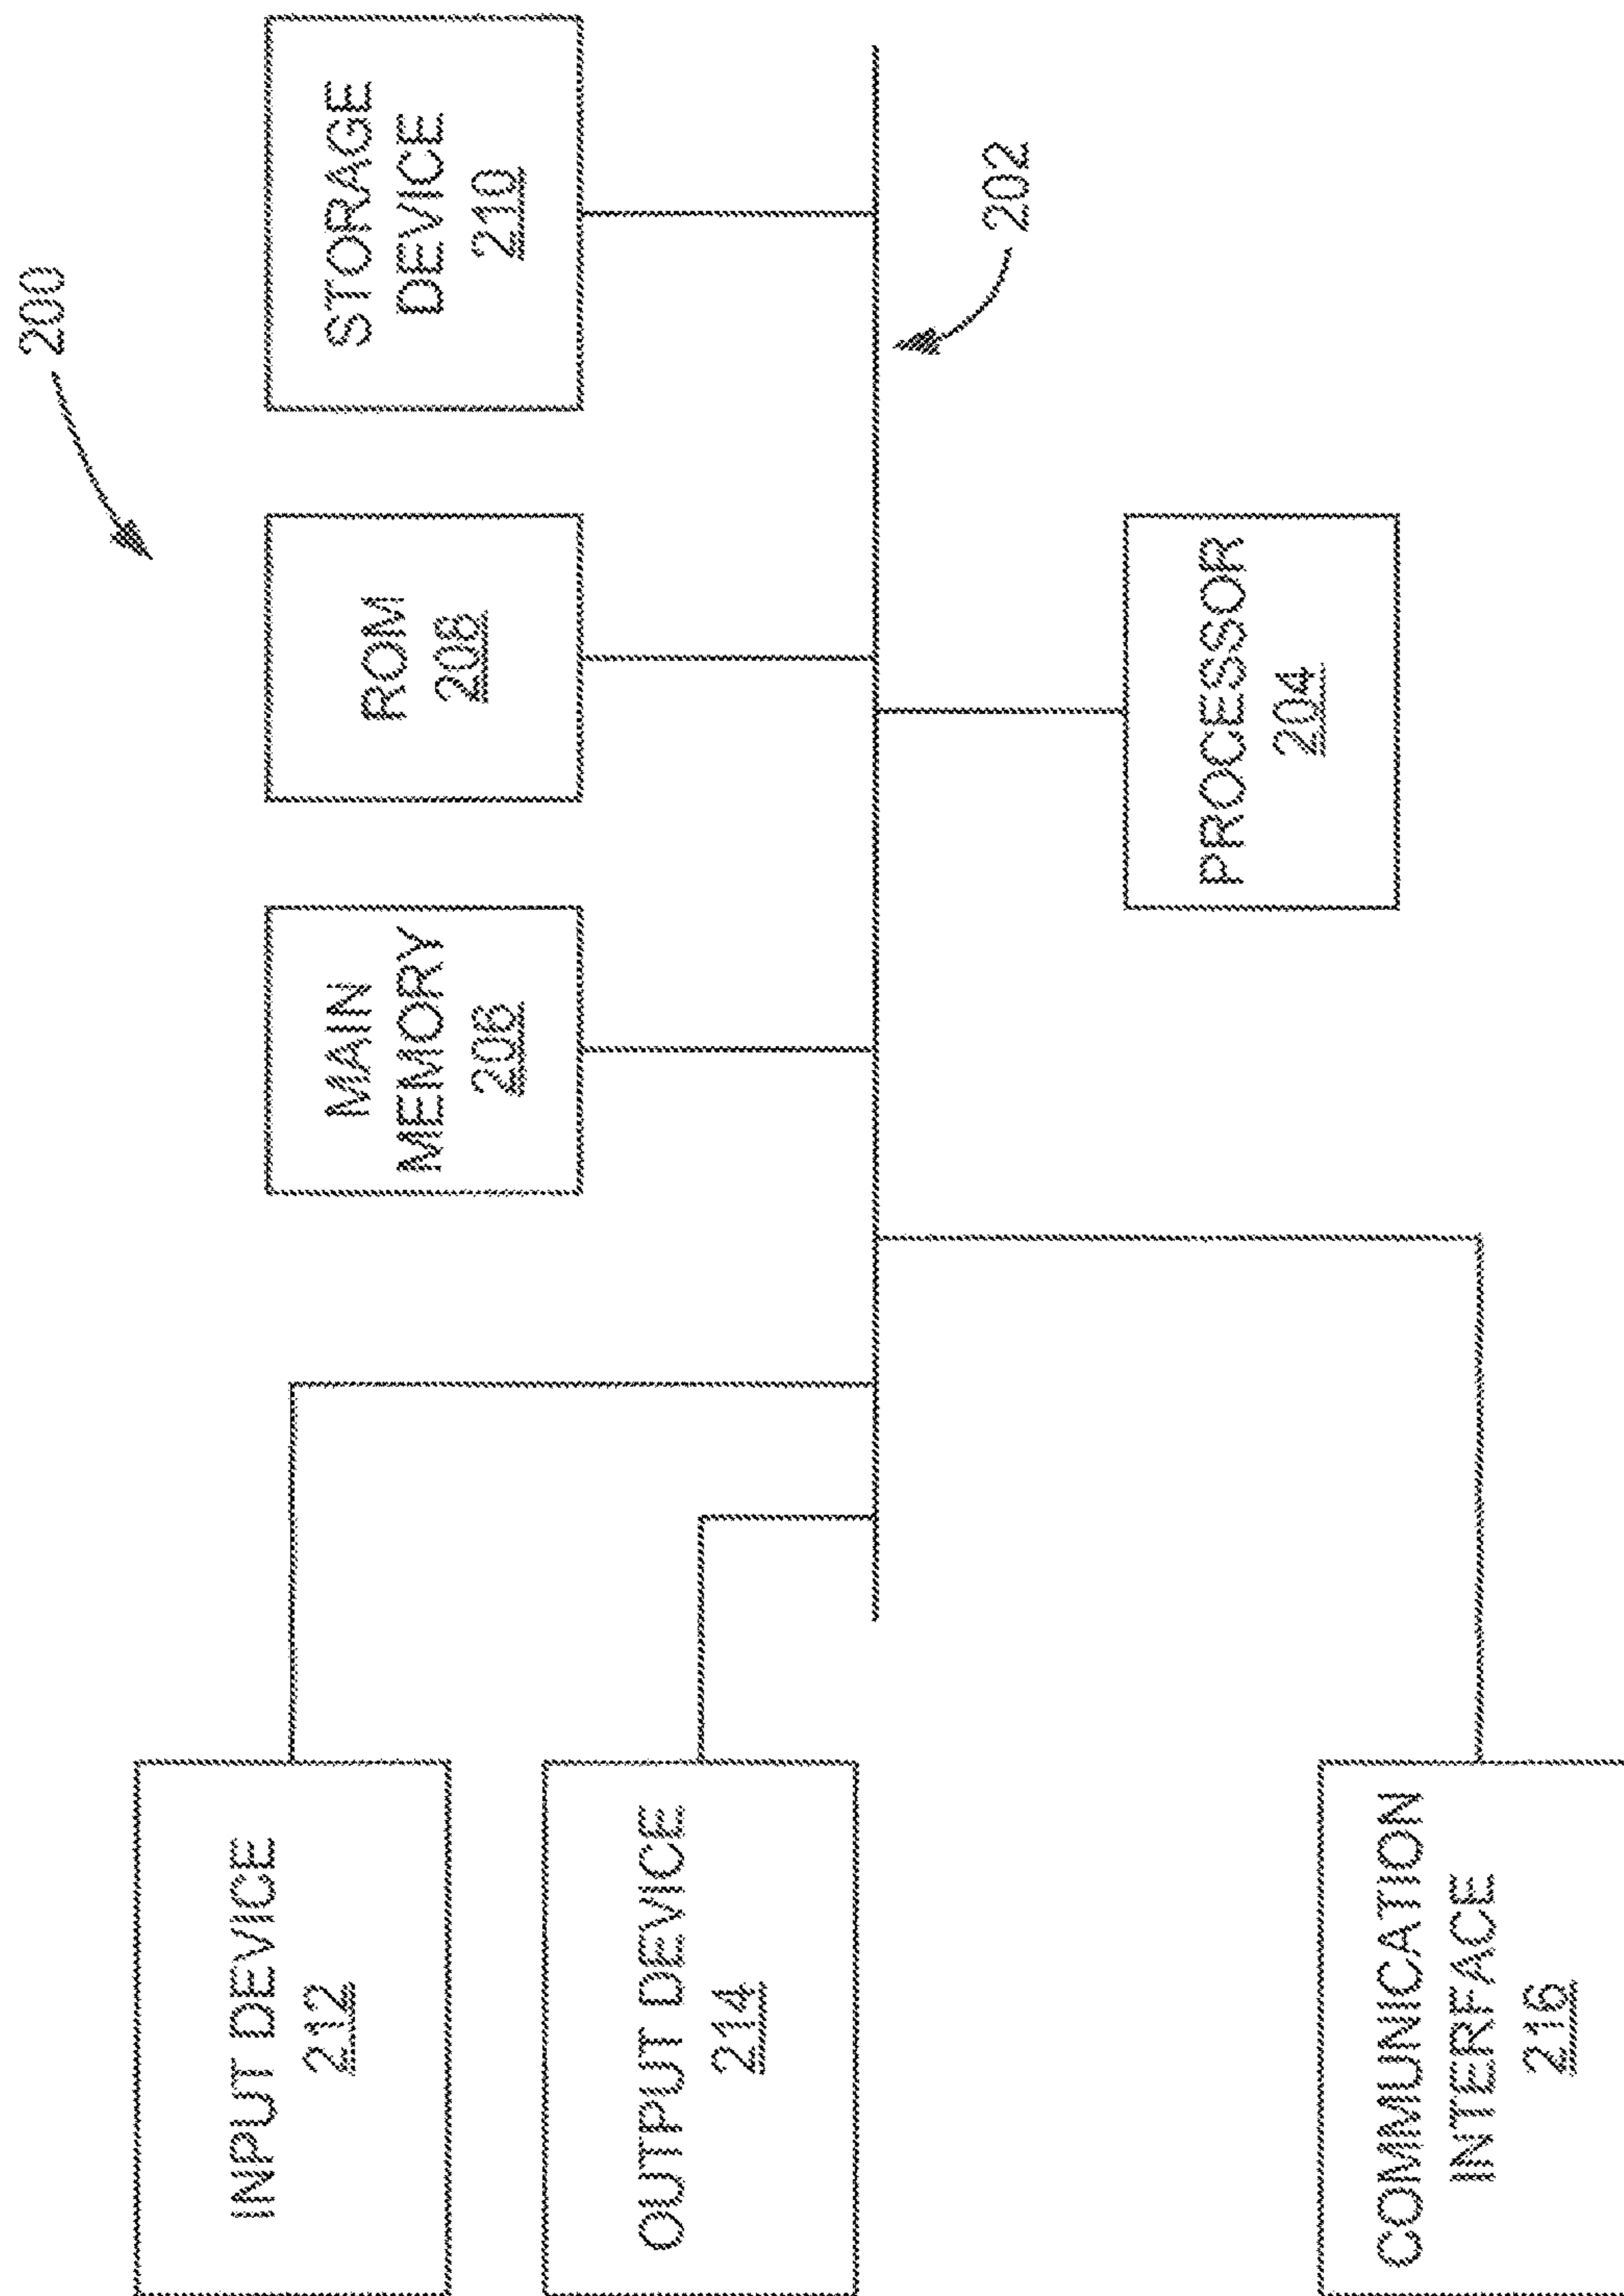 200
INPUT DEVICE
212
MAIN
MEMORY
206
ROM
208
STORAGE
DEVICE
210
OUTPUT DEVICE
214
202
COMMUNICATION
INTERFACE
216
PROCESSOR
204